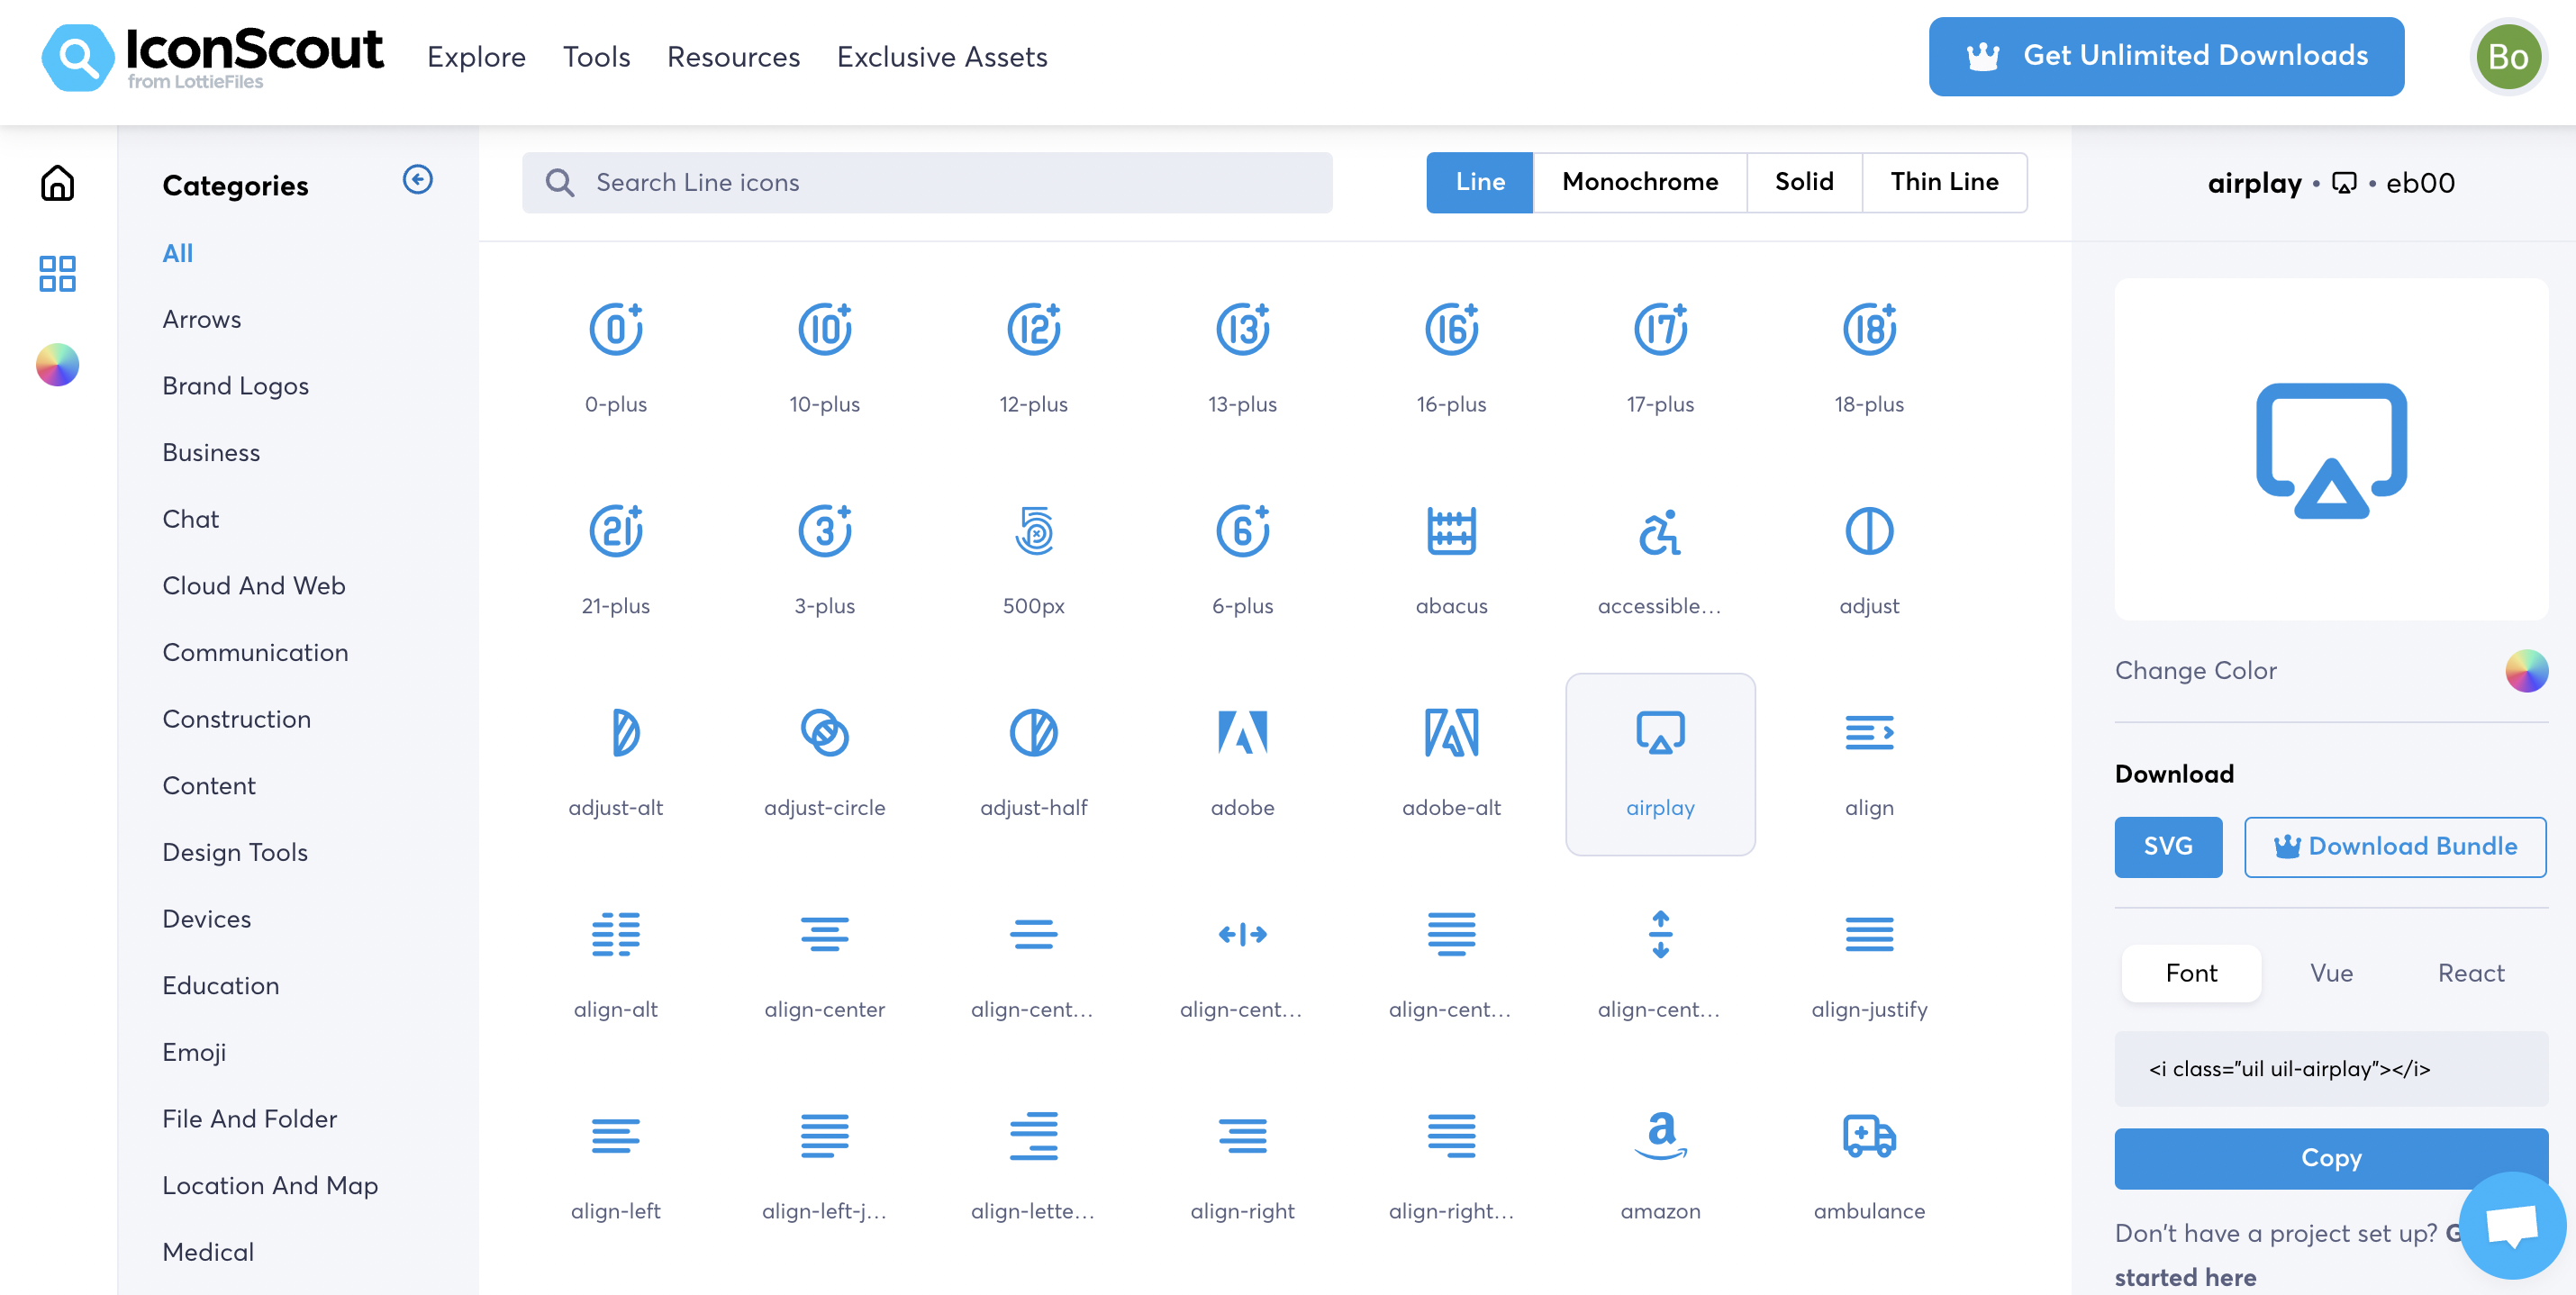 IconScout
from LottieFiles
Explore
Tools
Resources
Exclusive Assets
Get Unlimited Downloads
Bo
Categories
All
Arrows
Brand Logos
Business
Chat
Cloud And Web
Communication
Construction
Content
Design Tools
Devices
Education
Emoji
File And Folder
Location And Map
Medical
Search Line icons
Line
Monochrome
Solid
Thin Line
0-plus
10-plus
12-plus
13-plus
16-plus
17-plus
18-plus
21-plus
3-plus
500px
6-plus
abacus
accessible...
adjust
adjust-alt
adjust-circle
adjust-half
adobe
adobe-alt
airplay
align
align-alt
align-center
align-cent...
align-cent...
align-cent...
align-cent...
align-justify
align-left
align-left-j...
align-lette...
align-right
align-right...
amazon
ambulance
airplay • • eb00
Change Color
Download
SVG
Download Bundle
Font
Vue
React
<i class="uil uil-airplay"></i>
Copy
Don't have a project set up?
started here